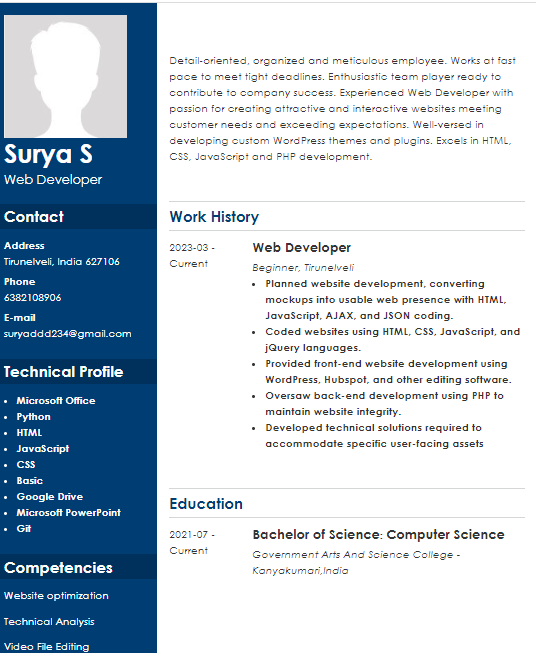 Surya S
Web Developer
Contact
Address
Tirunelveli, India 627106
Phone
6382108906
E-mail
suryaddd234@gmail.com
Technical Profile
• Microsoft Office
• Python
• HTML
• JavaScript
• CSS
• Basic
• Google Drive
• Microsoft PowerPoint
• Git
Competencies
Website optimization
Technical Analysis
Video File Editing
Detail-oriented, organized and meticulous employee. Works at fast
pace to meet tight deadlines. Enthusiastic team player ready to
contribute to company success. Experienced Web Developer with
passion for creating attractive and interactive websites meeting
customer needs and exceeding expectations. Well-versed in
developing custom WordPress themes and plugins. Excels in HTML,
CSS, JavaScript and PHP development.
Work History
2023-03 -
Current
Web Developer
Beginner, Tirunelveli
• Planned website development, converting
mockups into usable web presence with HTML,
JavaScript, AJAX, and JSON coding.
• Coded websites using HTML, CSS, JavaScript, and
jQuery languages.
• Provided front-end website development using
WordPress, Hubspot, and other editing software.
• Oversaw back-end development using PHP to
maintain website integrity.
• Developed technical solutions required to
accommodate specific user-facing assets
Education
2021-07 -
Current
Bachelor of Science: Computer Science
Government Arts And Science College -
Kanyakumari,India